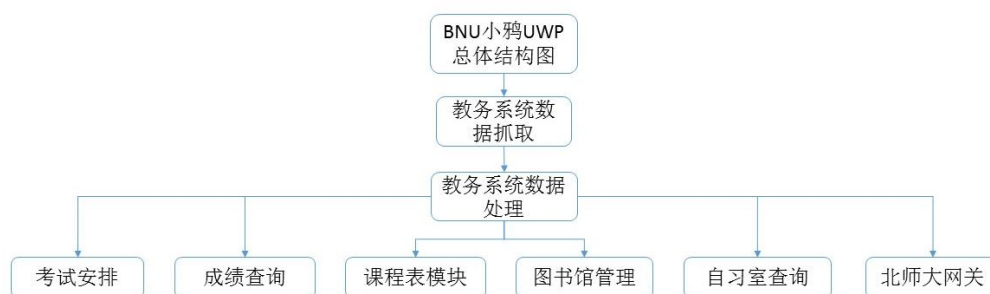 BNU小鸦UWP
总体结构图
教务系统数
据抓取
教务系统数据
处理
考试安排
成绩查询
课程表模块
图书馆管理
自习室查询
北师大网关